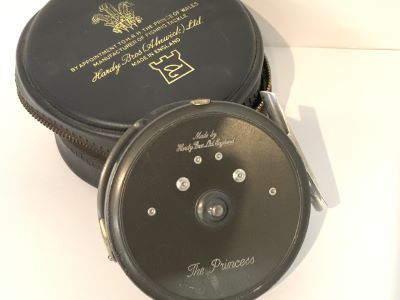 BY APPOINTMENT TO H.R.H. THE PRINCE OF WALES
MANUFACTURER OF FISHING TACKLE
Hardy Bros (Alnwick) Ltd.
MADE IN ENGLAND
Made by
Hardy Bros. Ltd. England
The Princess